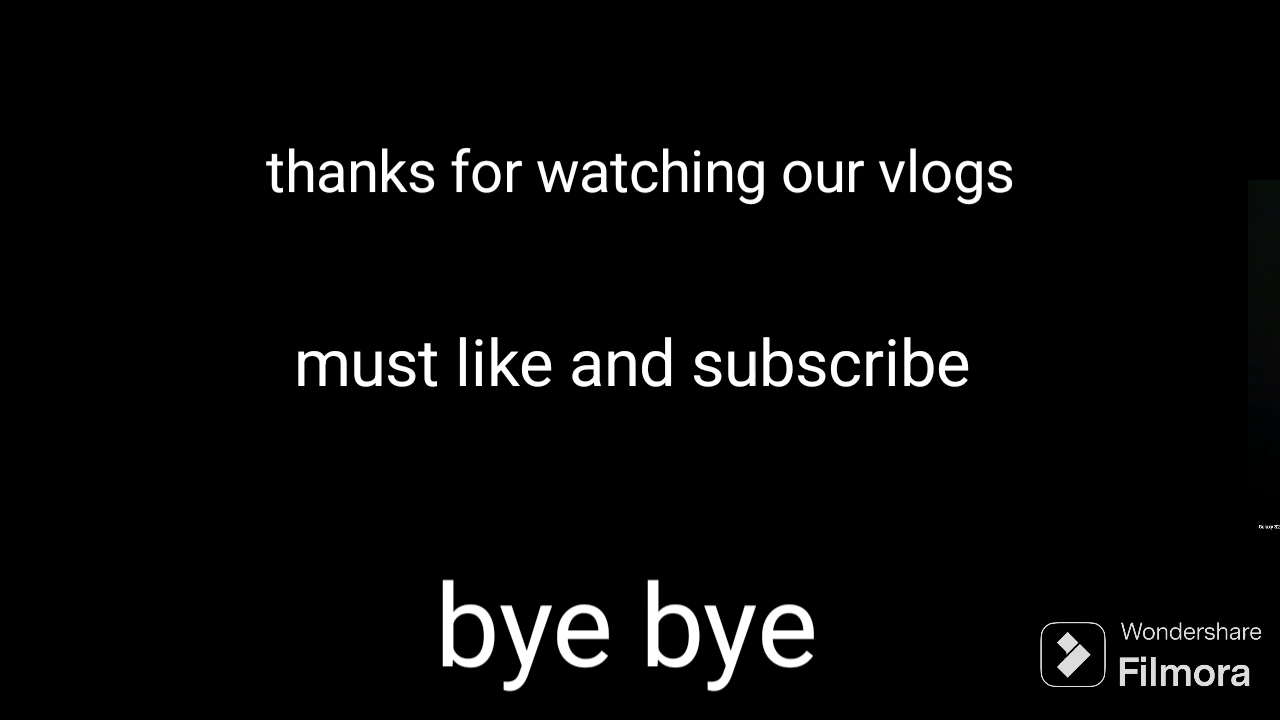 thanks for watching our vlogs
must like and subscribe
bye bye
Wondershare
Filmora